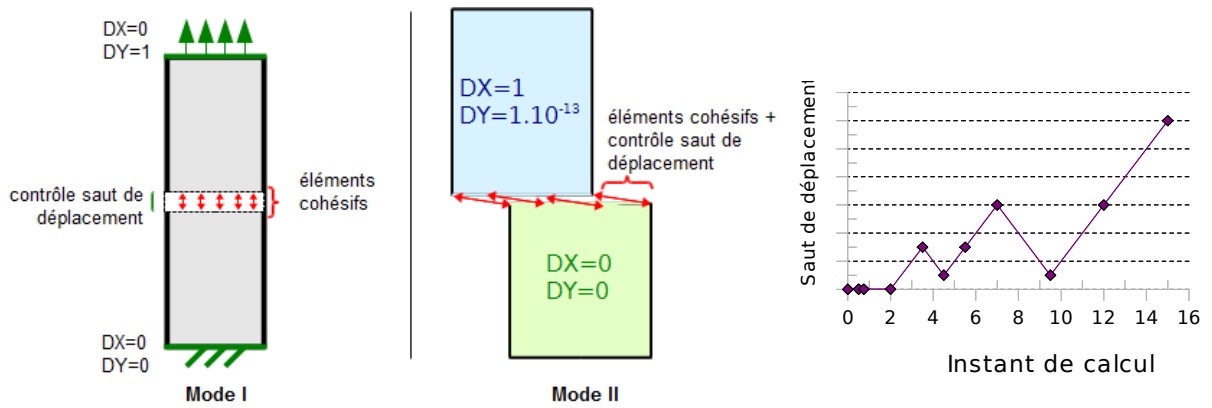 DX=0
DY=1
contrôle saut de
déplacement
éléments
cohésifs
DX=0
DY=0
Mode I
DX=1
DY=1.10⁻¹³
éléments cohésifs +
contrôle saut de
déplacement
DX=0
DY=0
Mode II
Saut de déplacement
0 2 4 6 8 10 12 14 16
Instant de calcul